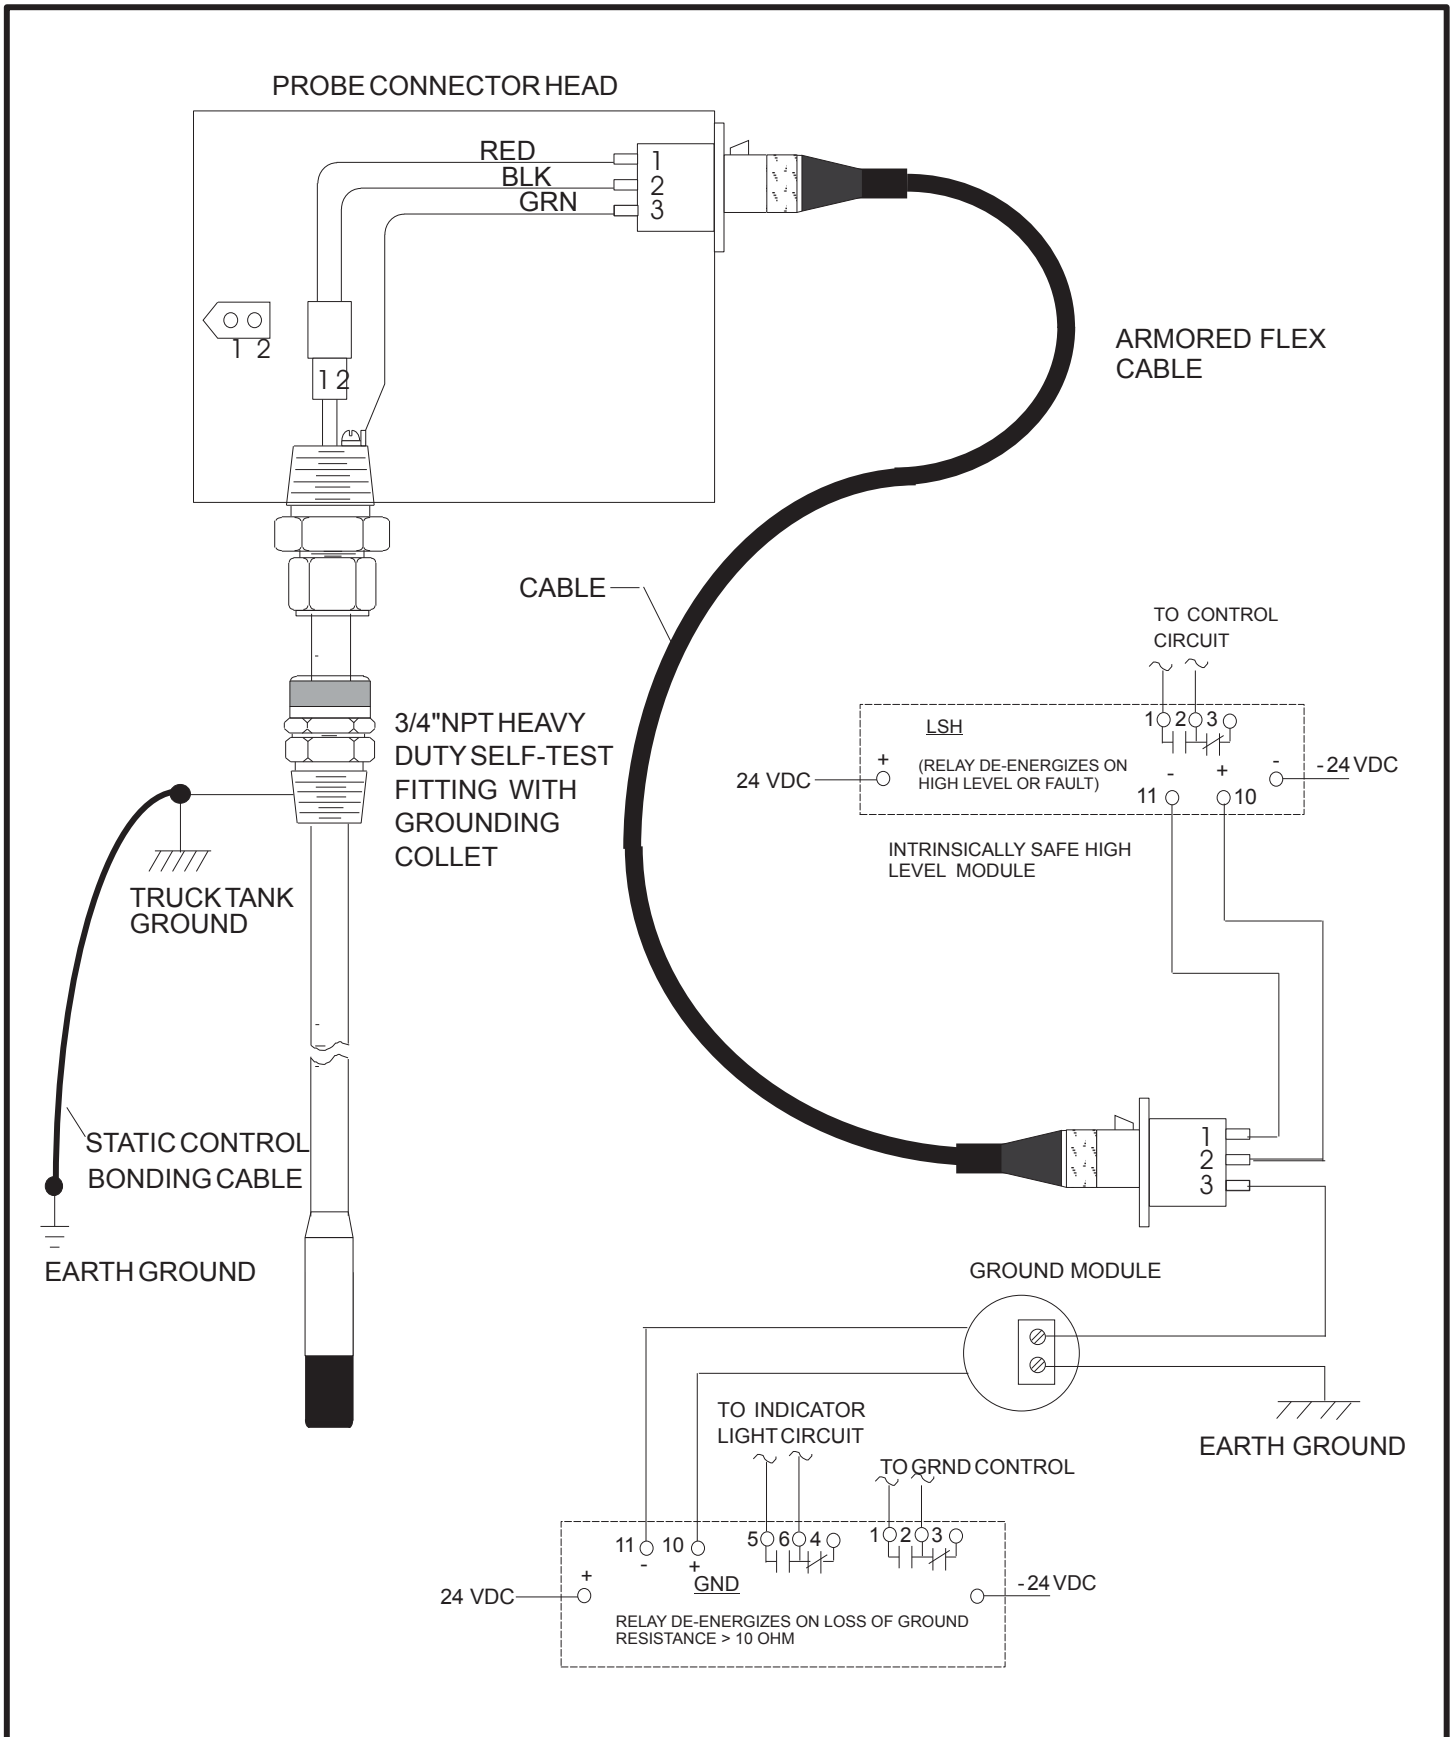 PROBE CONNECTOR HEAD
RED
BLK
GRN
1
2
3
1 2
1 2
ARMORED FLEX
CABLE
CABLE
3/4"NPT HEAVY
DUTY SELF-TEST
FITTING WITH
GROUNDING
COLLET
TRUCK TANK
GROUND
STATIC CONTROL
BONDING CABLE
EARTH GROUND
TO CONTROL
CIRCUIT
1 2 3
LSH
+
24 VDC
(RELAY DE-ENERGIZES ON
HIGH LEVEL OR FAULT)
- +
11 10
-
-24 VDC
INTRINSICALLY SAFE HIGH
LEVEL MODULE
1
2
3
GROUND MODULE
EARTH GROUND
TO INDICATOR
LIGHT CIRCUIT
TO GRND CONTROL
11 10 5 6 4 1 2 3
- +
GND
+
24 VDC
-24 VDC
RELAY DE-ENERGIZES ON LOSS OF GROUND
RESISTANCE > 10 OHM